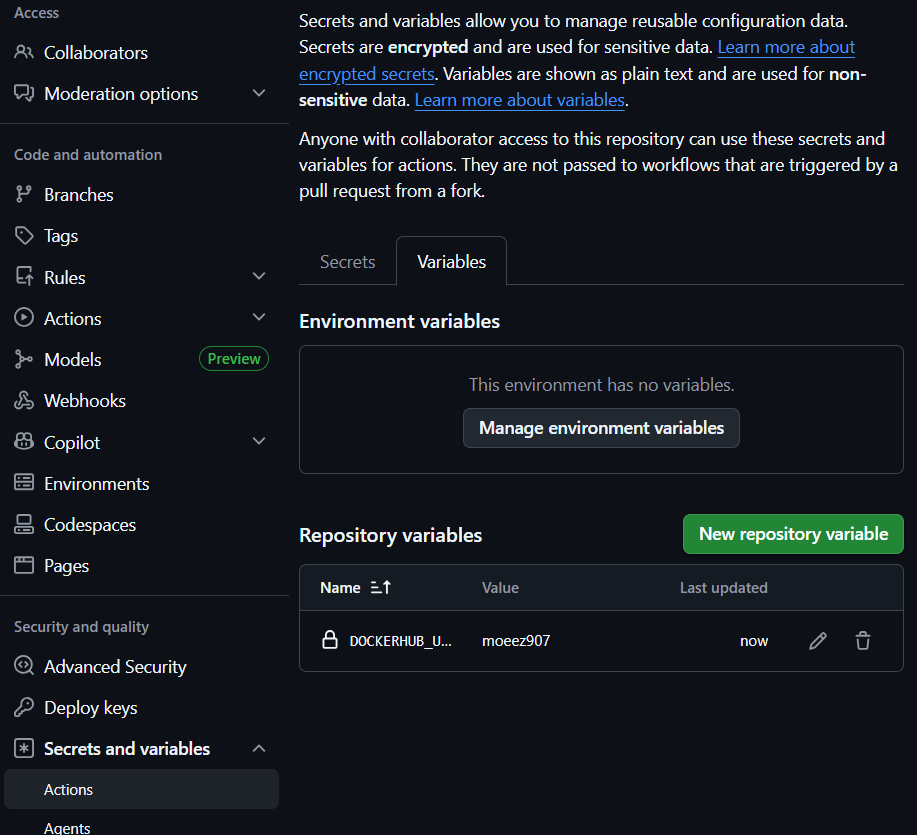 Access
Collaborators
Moderation options
Code and automation
Branches
Tags
Rules
Actions
Models
Preview
Webhooks
Copilot
Environments
Codespaces
Pages
Security and quality
Advanced Security
Deploy keys
Secrets and variables
Actions
Agents
Secrets and variables allow you to manage reusable configuration data.
Secrets are encrypted and are used for sensitive data. Learn more about
encrypted secrets. Variables are shown as plain text and are used for non-
sensitive data. Learn more about variables.
Anyone with collaborator access to this repository can use these secrets and
variables for actions. They are not passed to workflows that are triggered by a
pull request from a fork.
Secrets Variables
Environment variables
This environment has no variables.
Manage environment variables
Repository variables
New repository variable
Name Value Last updated
DOCKERHUB_U... moeez907 now